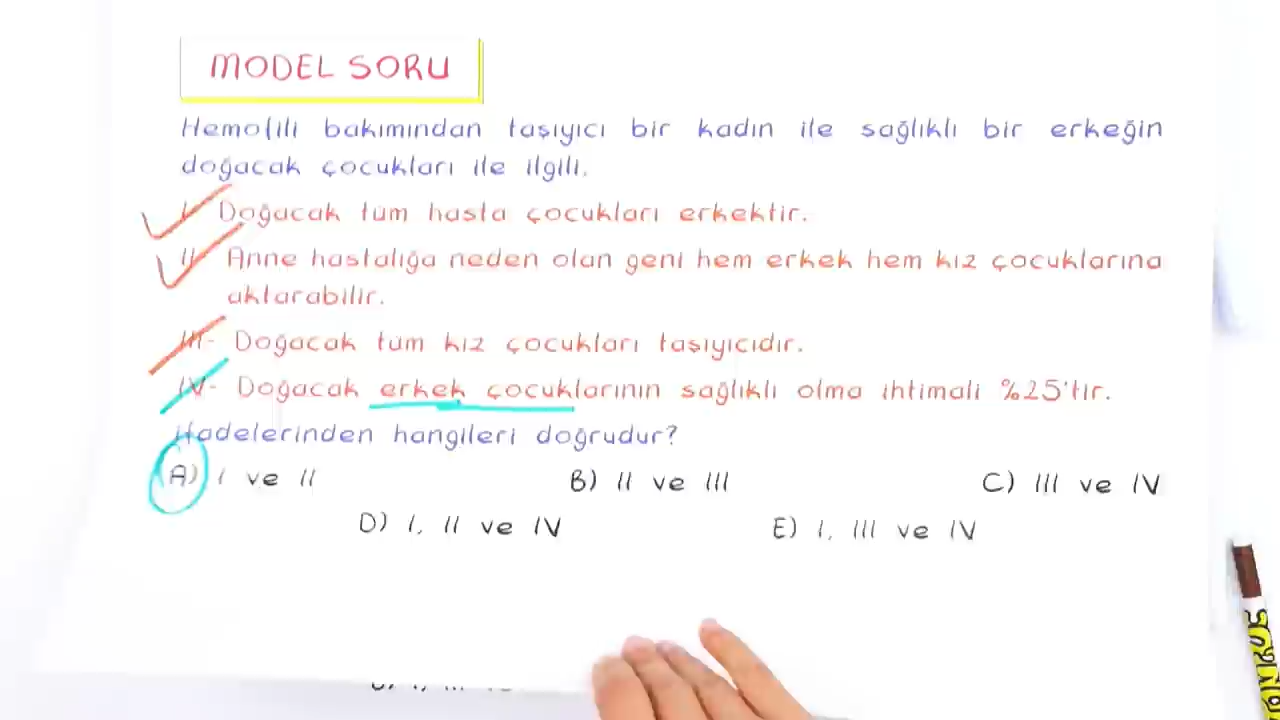 MODEL SORU
Hemofili bakımından taşıyıcı bir kadın ile sağlıklı bir erkeğin
doğacak çocukları ile ilgili,
I- Doğacak tüm hasta çocukları erkektir.
II- Anne hastalığa neden olan geni hem erkek hem kız çocuklarına
aktarabilir.
III- Doğacak tüm kız çocukları taşıyıcıdır.
IV- Doğacak erkek çocuklarının sağlıklı olma ihtimali %25'tir.
ifadelerinden hangileri doğrudur?
A) I ve II B) II ve III C) III ve IV
D) I, II ve IV E) I, III ve IV